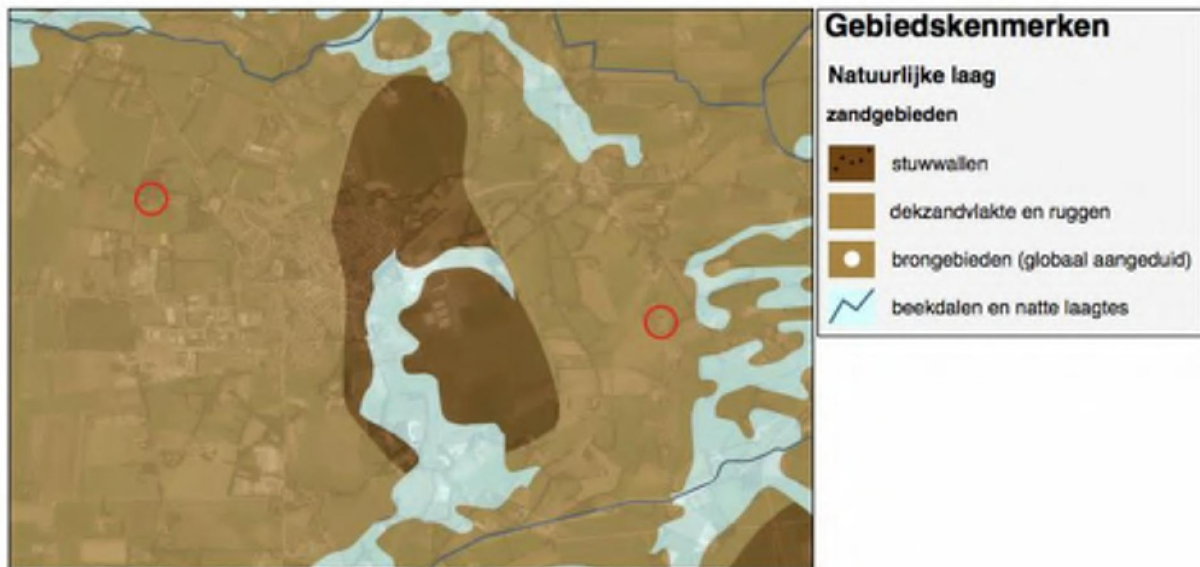 Gebiedskenmerken
Natuurlijke laag
zandgebieden
stuwwallen
dekzandvlakte en ruggen
brongebieden (globaal aangeduid)
beekdalen en natte laagtes